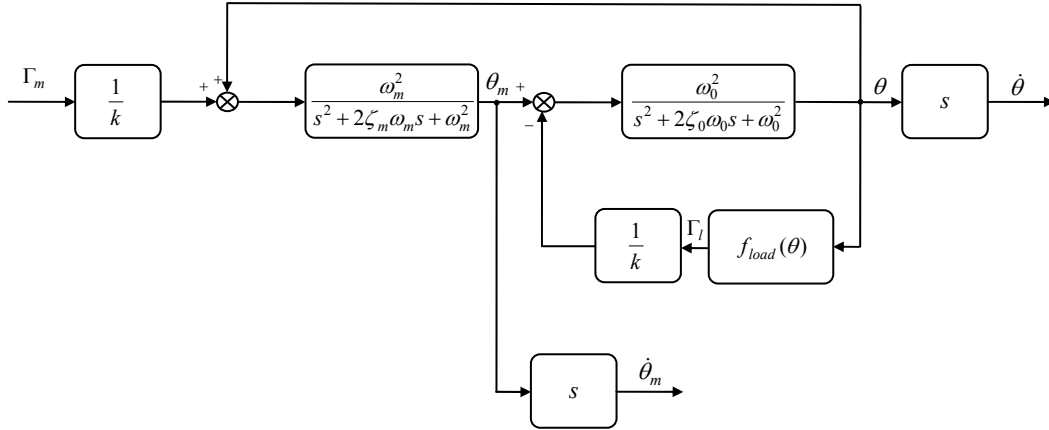 Γ_m
1/k
+
+
ω_m^2 / (s^2 + 2ζ_m ω_m s + ω_m^2)
θ_m
+
−
ω_0^2 / (s^2 + 2ζ_0 ω_0 s + ω_0^2)
θ
s
θ̇
1/k
Γ_l
f_load(θ)
s
θ̇_m